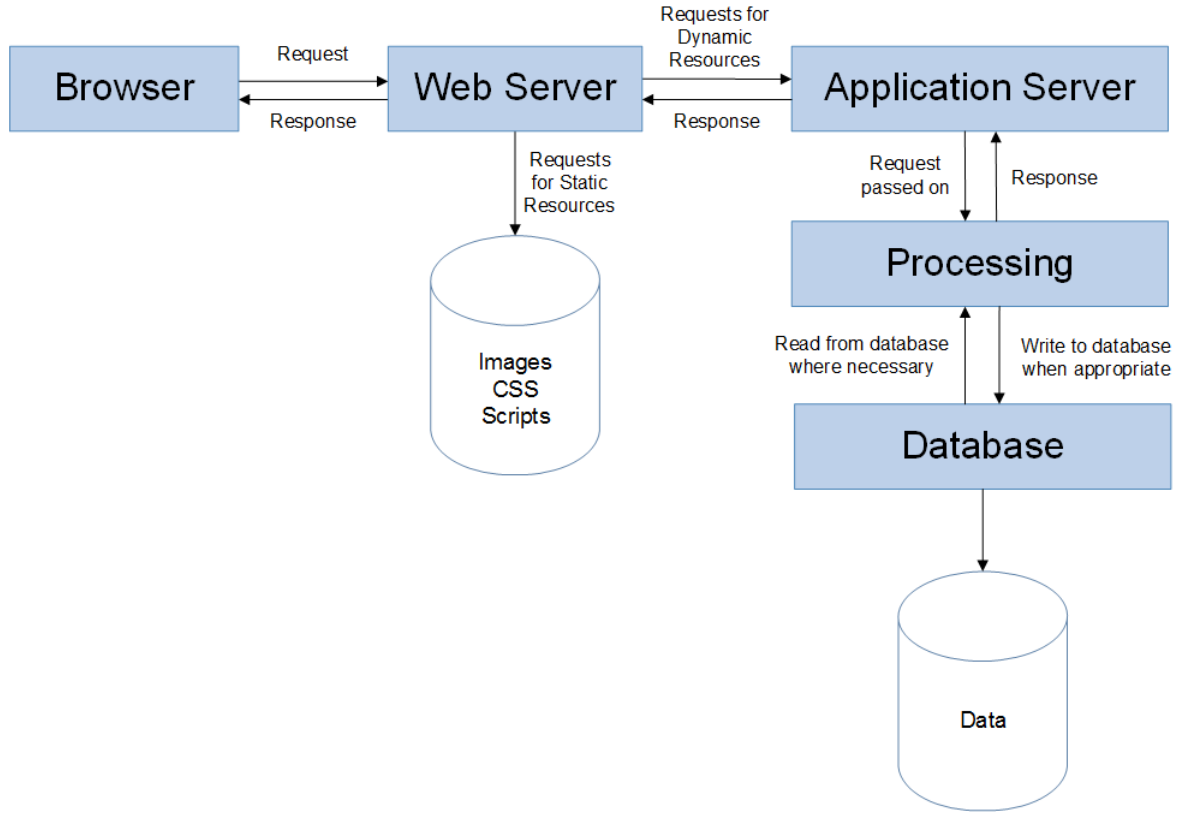 Browser
Request
Response
Web Server
Requests for
Dynamic
Resources
Response
Application Server
Requests
for Static
Resources
Images
CSS
Scripts
Request
passed on
Response
Processing
Read from database
where necessary
Write to database
when appropriate
Database
Data